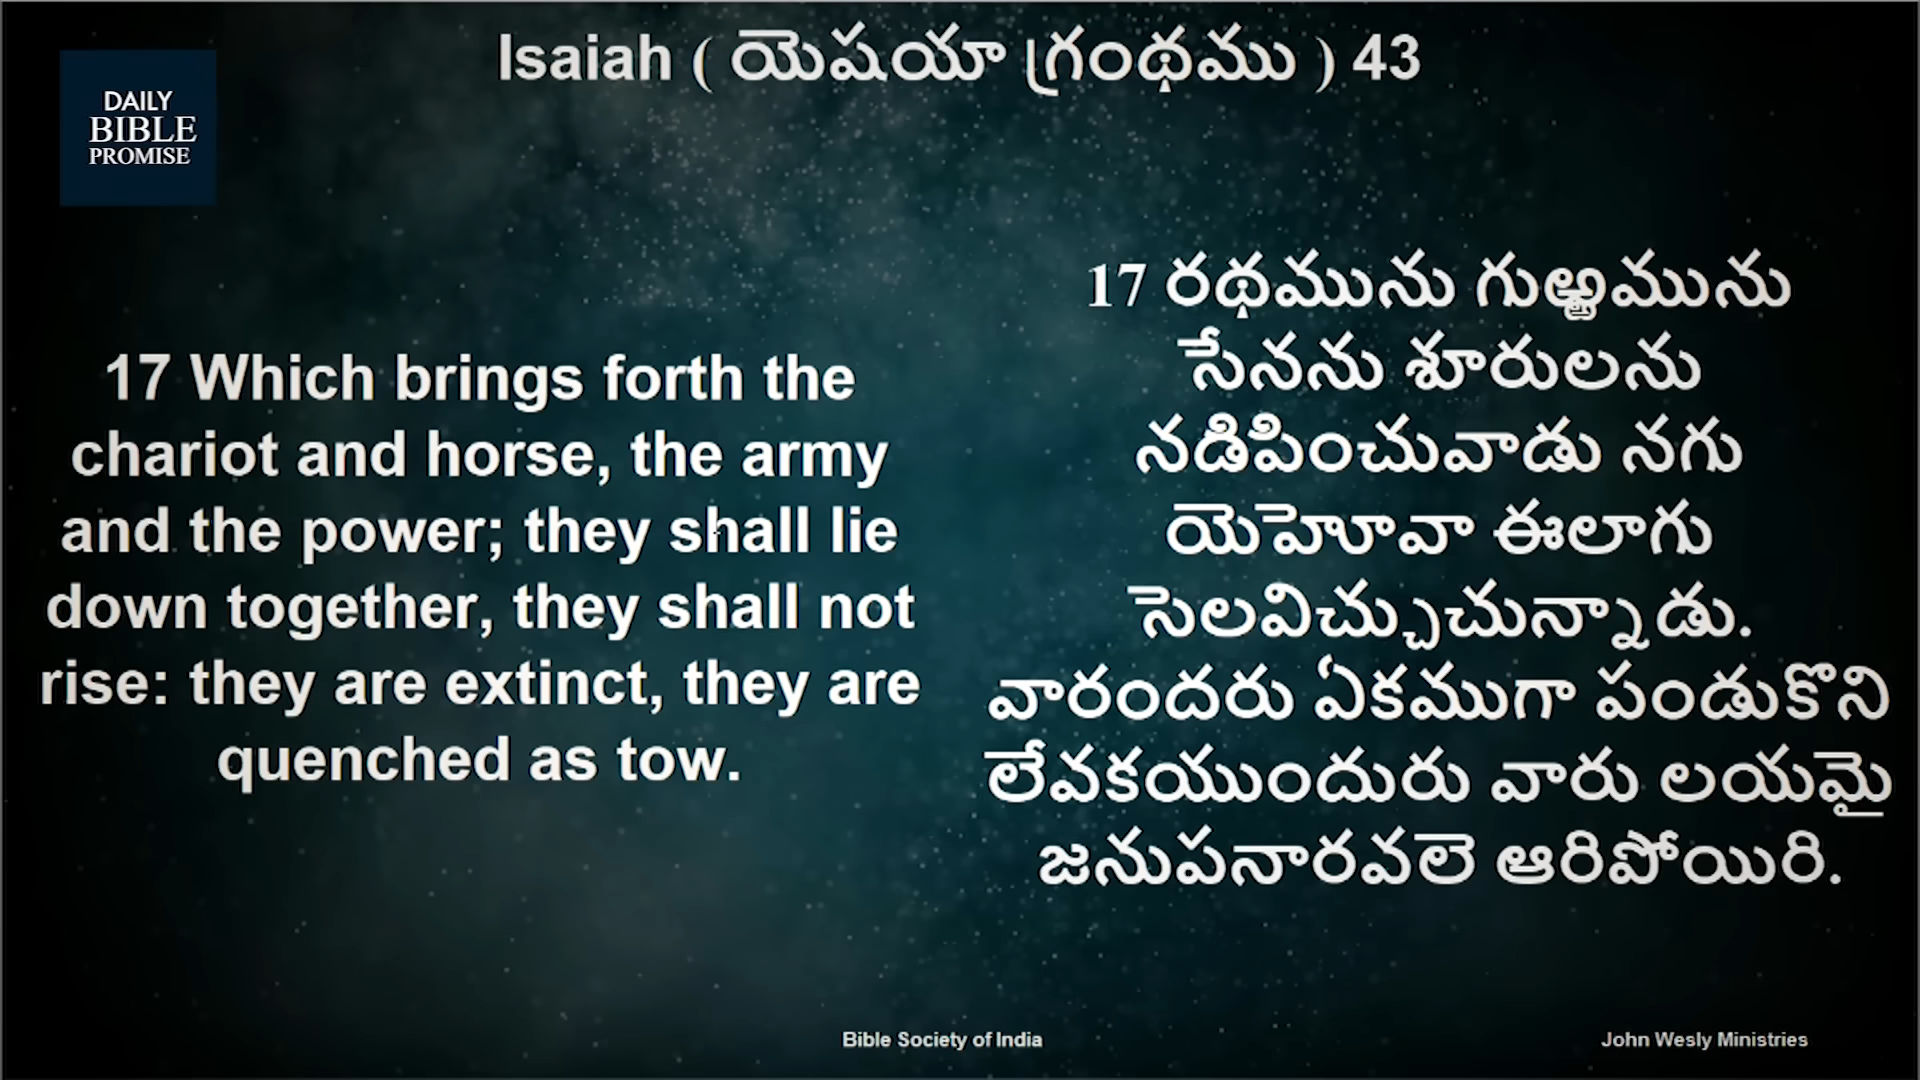 Isaiah ( యెషయా గ్రంథము ) 43
DAILY
BIBLE
PROMISE
17 Which brings forth the
chariot and horse, the army
and the power; they shall lie
down together, they shall not
rise: they are extinct, they are
quenched as tow.
17 రథమును గుఱ్ఱమును
సేనను శూరులను
నడిపించువాడు నగు
యెహోవా ఈలాగు
సెలవిచ్చుచున్నాడు.
వారందరు ఏకముగా పండుకొని
లేవకయుందురు వారు లయమై
జనుపనారవలె ఆరిపోయిరి.
Bible Society of India
John Wesly Ministries